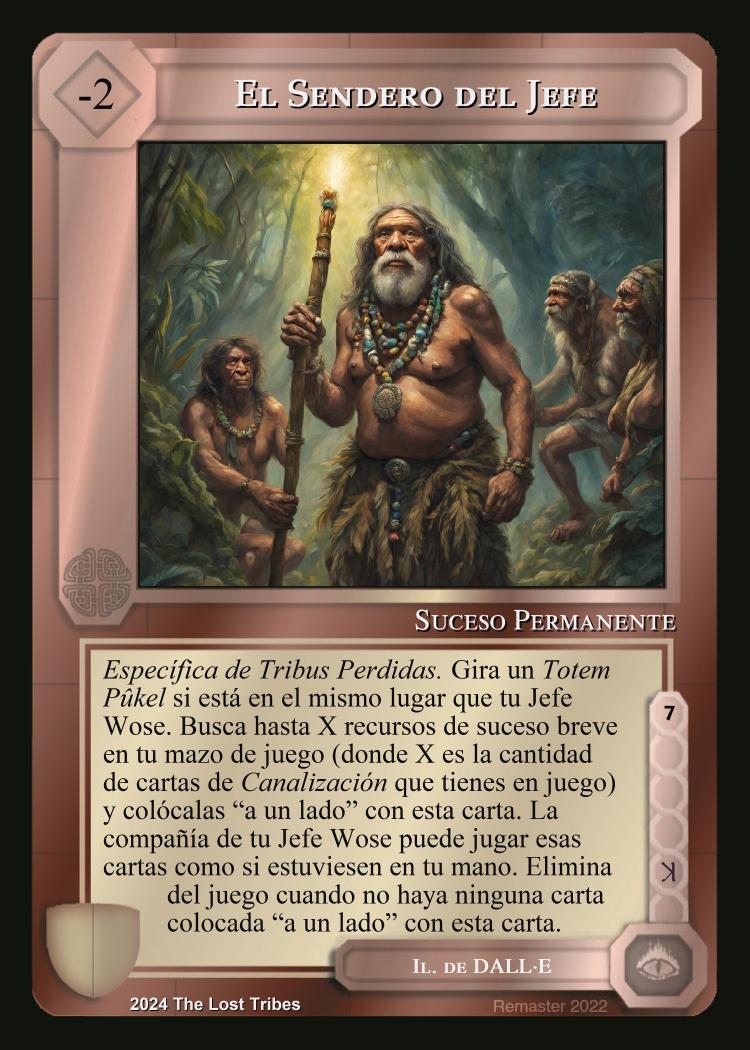 -2
El Sendero del Jefe
Suceso Permanente
Específica de Tribus Perdidas. Gira un Totem
Pûkel si está en el mismo lugar que tu Jefe
Wose. Busca hasta X recursos de suceso breve
en tu mazo de juego (donde X es la cantidad
de cartas de Canalización que tienes en juego)
y colócalas “a un lado” con esta carta. La
compañía de tu Jefe Wose puede jugar esas
cartas como si estuviesen en tu mano. Elimina
del juego cuando no haya ninguna carta
colocada “a un lado” con esta carta.
7
Il. de DALL·E
2024 The Lost Tribes
Remaster 2022